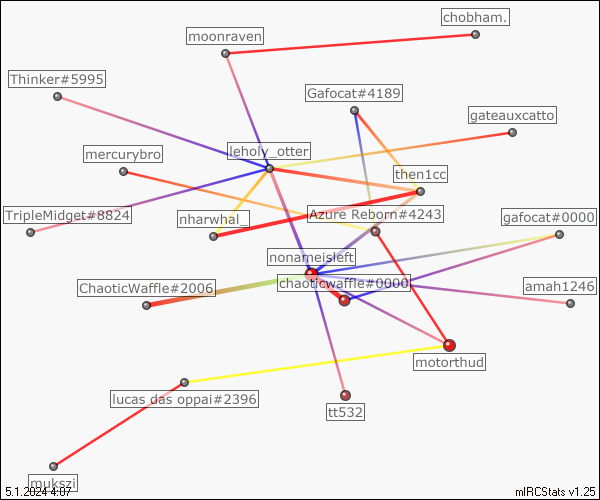 chobham.
moonraven
Thinker#5995
Gafocat#4189
gateauxcatto
mercurybro
leholy_otter
then1cc
TripleMidget#8824
nharwhal_
Azure Reborn#4243
gafocat#0000
nonameisleft
ChaoticWaffle#2006
chaoticwaffle#0000
amah1246
motorthud
lucas das oppai#2396
tt532
mukszi
5.1.2024 4:07
mIRCStats v1.25